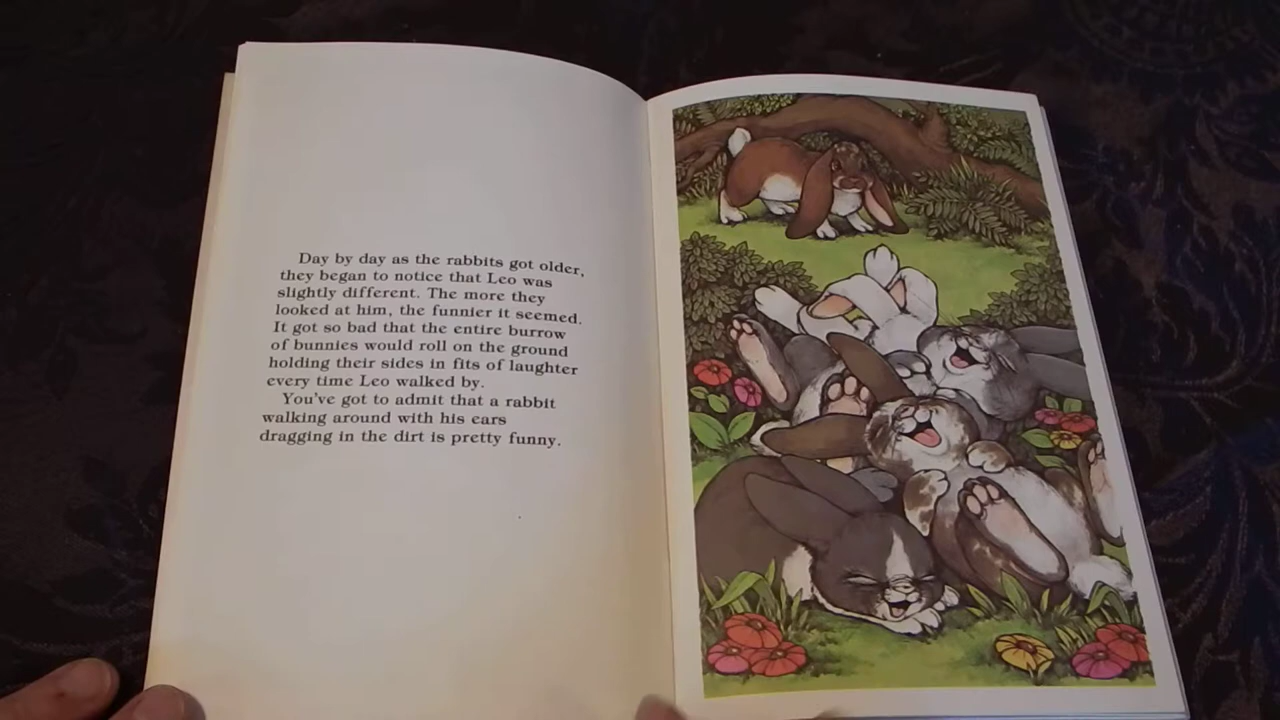 Day by day as the rabbits got older,
they began to notice that Leo was
slightly different. The more they
looked at him, the funnier it seemed.
It got so bad that the entire burrow
of bunnies would roll on the ground
holding their sides in fits of laughter
every time Leo walked by.
You've got to admit that a rabbit
walking around with his ears
dragging in the dirt is pretty funny.